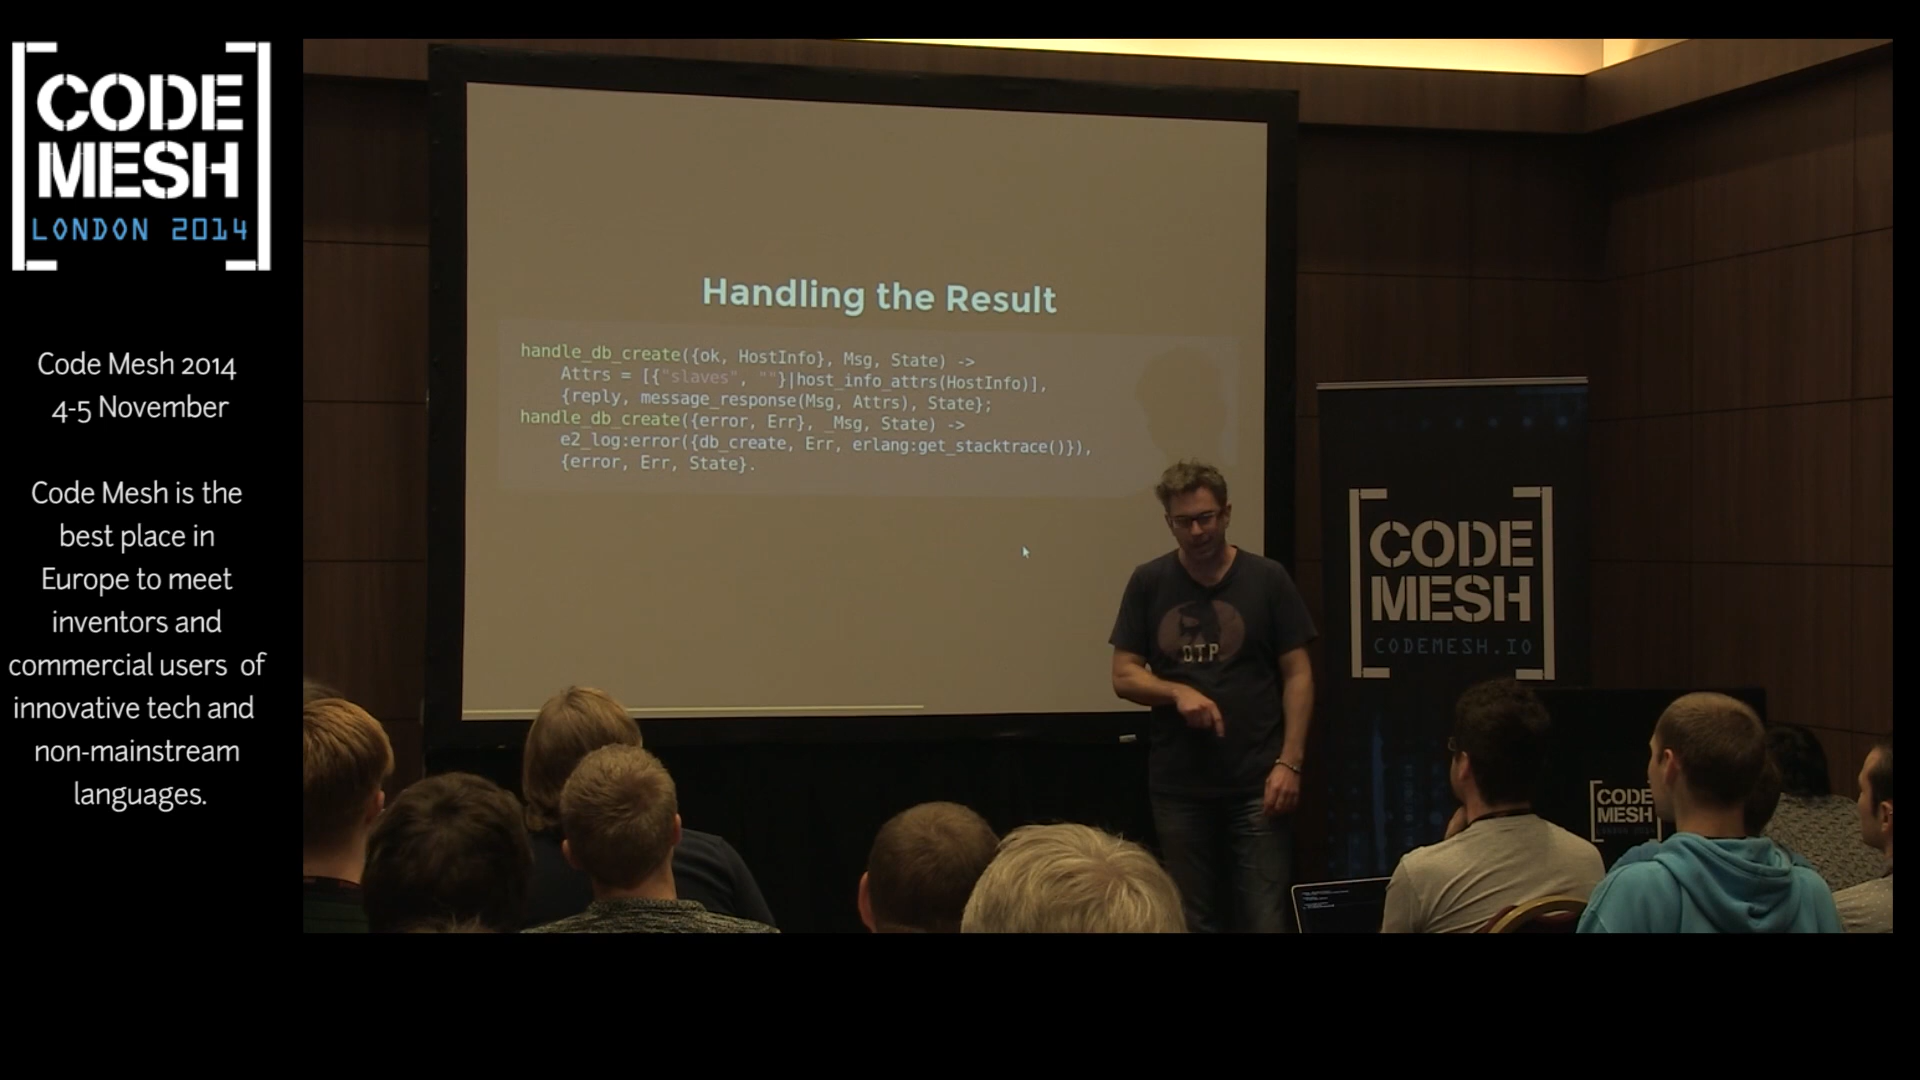 CODE
MESH
LONDON 2014
Code Mesh 2014
4-5 November
Code Mesh is the
best place in
Europe to meet
inventors and
commercial users of
innovative tech and
non-mainstream
languages.
Handling the Result
handle_db_create({ok, HostInfo}, Msg, State) ->
Attrs = [{"slaves", ""}|host_info_attrs(HostInfo)],
{reply, message_response(Msg, Attrs), State};
handle_db_create({error, Err}, _Msg, State) ->
e2_log:error({db_create, Err, erlang:get_stacktrace()}),
{error, Err, State}.
OTP
CODE
MESH
CODEMESH.IO
CODE
MESH
LONDON 2014